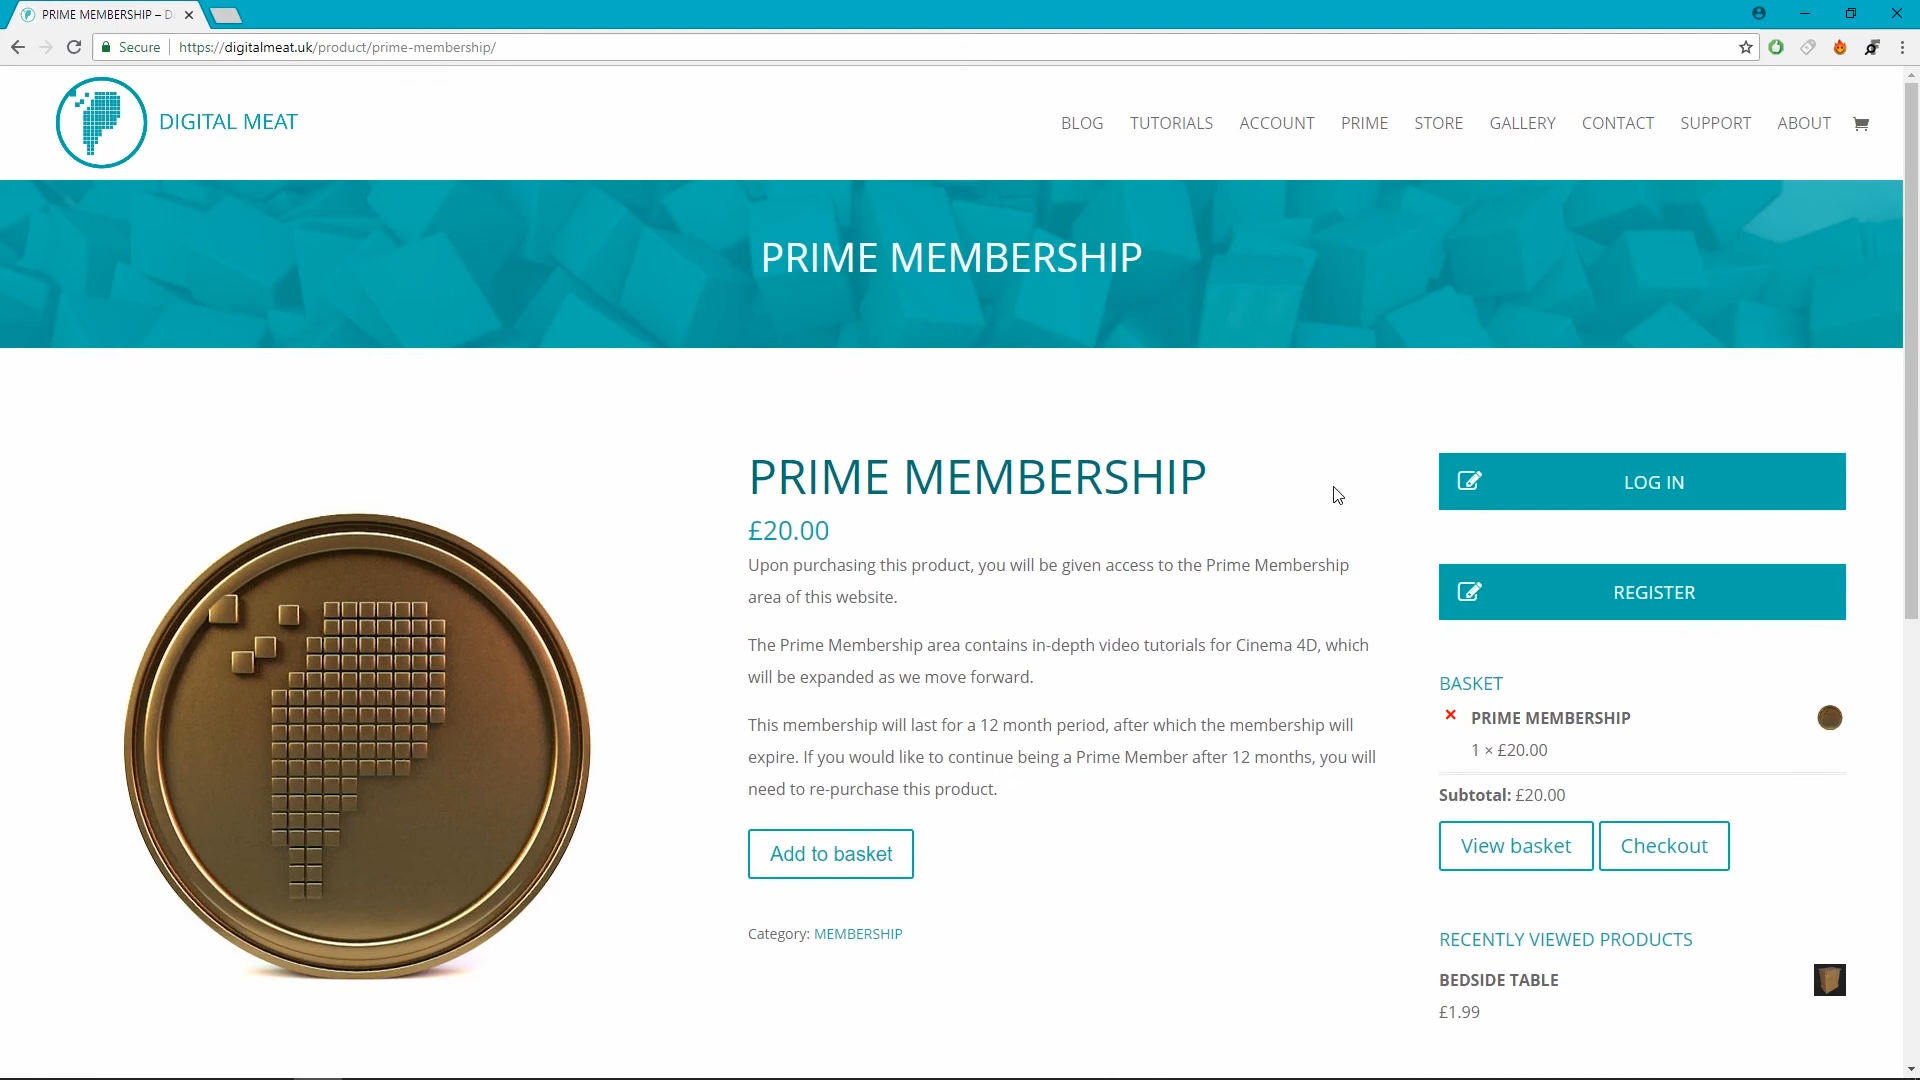 PRIME MEMBERSHIP – D
Secure
https://digitalmeat.uk/product/prime-membership/
DIGITAL MEAT
BLOG TUTORIALS ACCOUNT PRIME STORE GALLERY CONTACT SUPPORT ABOUT
PRIME MEMBERSHIP
PRIME MEMBERSHIP
£20.00
Upon purchasing this product, you will be given access to the Prime Membership
area of this website.
The Prime Membership area contains in-depth video tutorials for Cinema 4D, which
will be expanded as we move forward.
This membership will last for a 12 month period, after which the membership will
expire. If you would like to continue being a Prime Member after 12 months, you will
need to re-purchase this product.
Add to basket
Category: MEMBERSHIP
LOG IN
REGISTER
BASKET
× PRIME MEMBERSHIP
1 × £20.00
Subtotal: £20.00
View basket Checkout
RECENTLY VIEWED PRODUCTS
BEDSIDE TABLE
£1.99